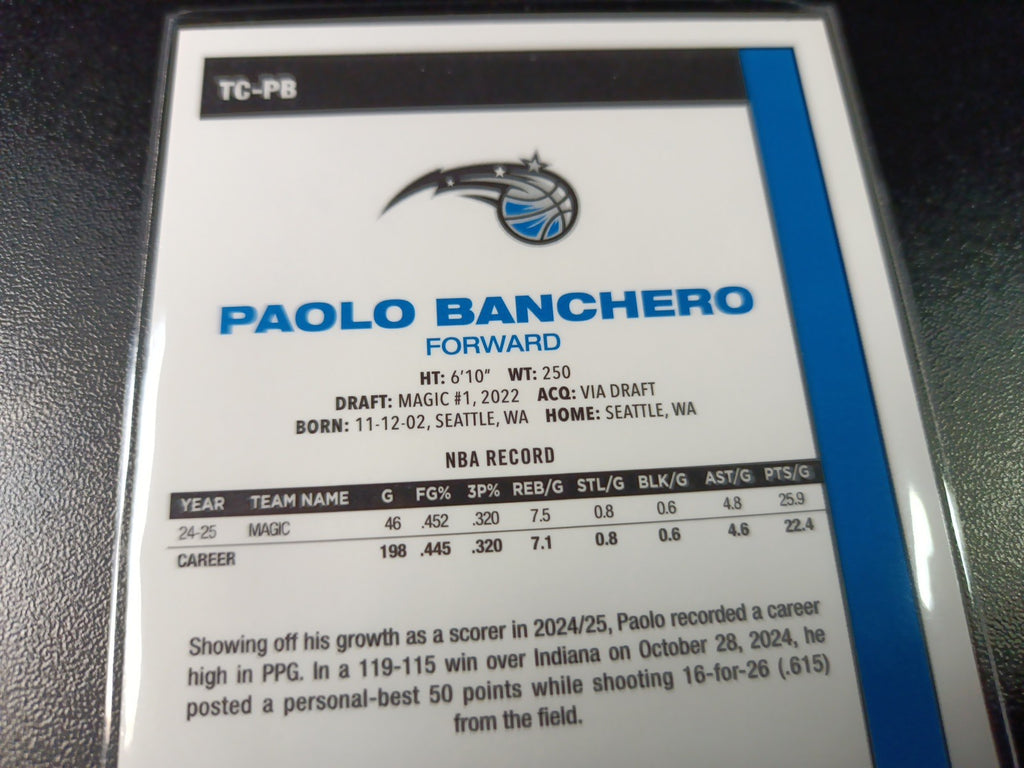 TC-PB
PAOLO BANCHERO
FORWARD
HT: 6'10" WT: 250
DRAFT: MAGIC #1, 2022 ACQ: VIA DRAFT
BORN: 11-12-02, SEATTLE, WA HOME: SEATTLE, WA
NBA RECORD
YEAR TEAM NAME G FG% 3P% REB/G STL/G BLK/G AST/G PTS/G
24-25 MAGIC 46 .452 .320 7.5 0.8 0.6 4.8 25.9
CAREER 198 .445 .320 7.1 0.8 0.6 4.6 22.4
Showing off his growth as a scorer in 2024/25, Paolo recorded a career
high in PPG. In a 119-115 win over Indiana on October 28, 2024, he
posted a personal-best 50 points while shooting 16-for-26 (.615)
from the field.